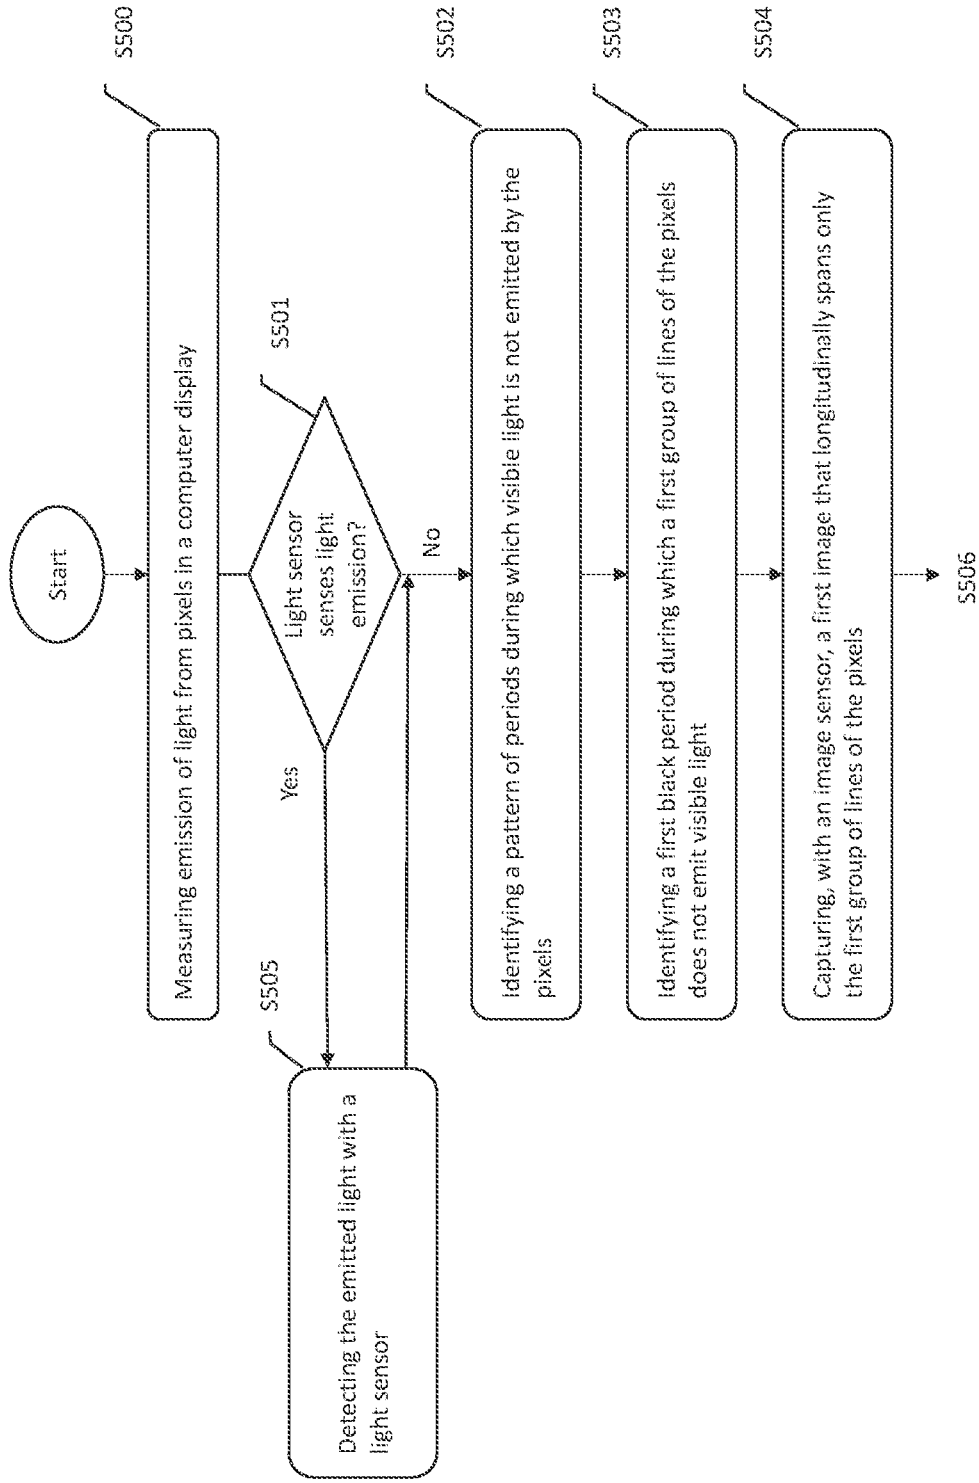 Start
S500
Measuring emission of light from pixels in a computer display
S501
Light sensor
senses light
emission?
Yes
No
S505
Detecting the emitted light with a
light sensor
S502
Identifying a pattern of periods during which visible light is not emitted by the
pixels
S503
Identifying a first black period during which a first group of lines of the pixels
does not emit visible light
S504
Capturing, with an image sensor, a first image that longitudinally spans only
the first group of lines of the pixels
S506